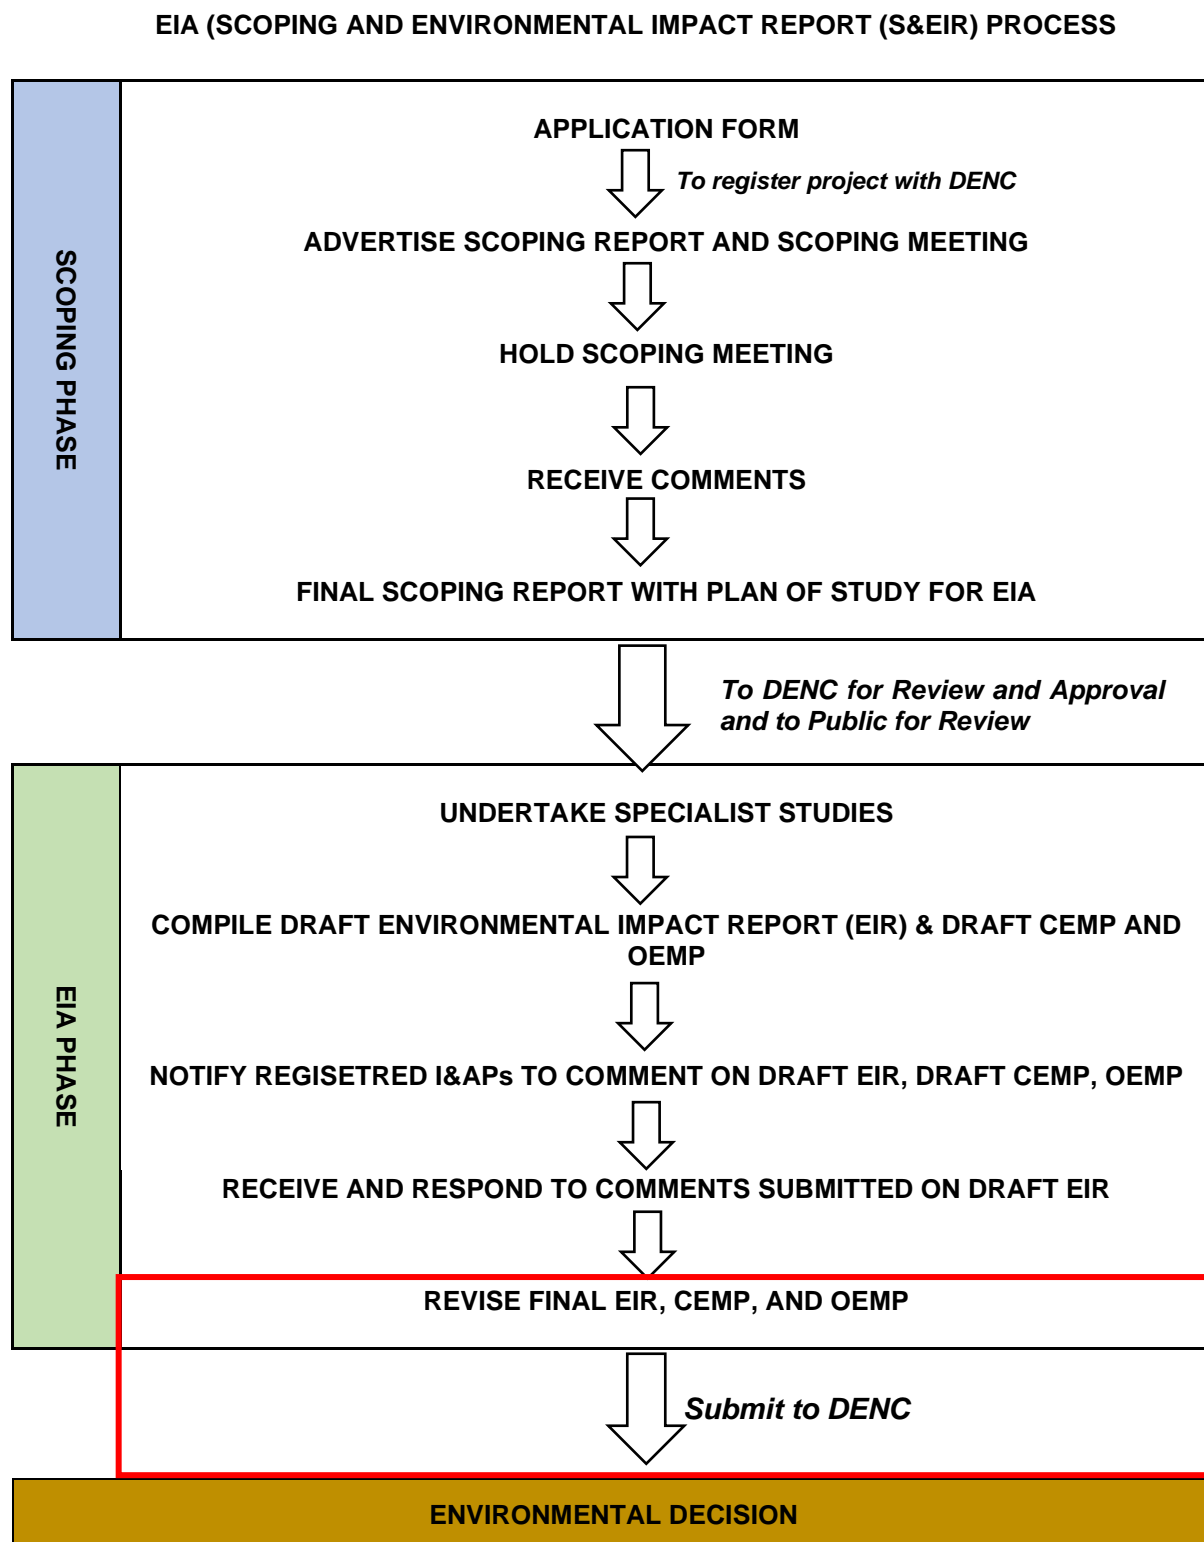 EIA (SCOPING AND ENVIRONMENTAL IMPACT REPORT (S&EIR) PROCESS
SCOPING PHASE
APPLICATION FORM
To register project with DENC
ADVERTISE SCOPING REPORT AND SCOPING MEETING
HOLD SCOPING MEETING
RECEIVE COMMENTS
FINAL SCOPING REPORT WITH PLAN OF STUDY FOR EIA
To DENC for Review and Approval
and to Public for Review
EIA PHASE
UNDERTAKE SPECIALIST STUDIES
COMPILE DRAFT ENVIRONMENTAL IMPACT REPORT (EIR) & DRAFT CEMP AND
OEMP
NOTIFY REGISETRED I&APs TO COMMENT ON DRAFT EIR, DRAFT CEMP, OEMP
RECEIVE AND RESPOND TO COMMENTS SUBMITTED ON DRAFT EIR
REVISE FINAL EIR, CEMP, AND OEMP
Submit to DENC
ENVIRONMENTAL DECISION